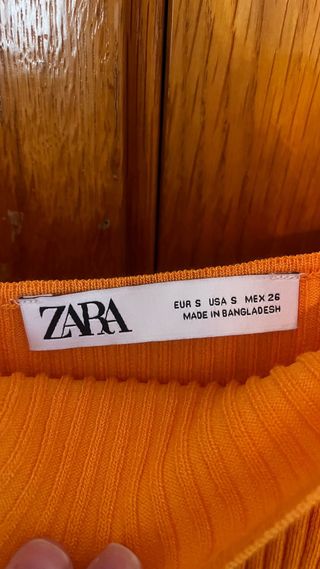 ZARA
EUR S USA S MEX 26
MADE IN BANGLADESH